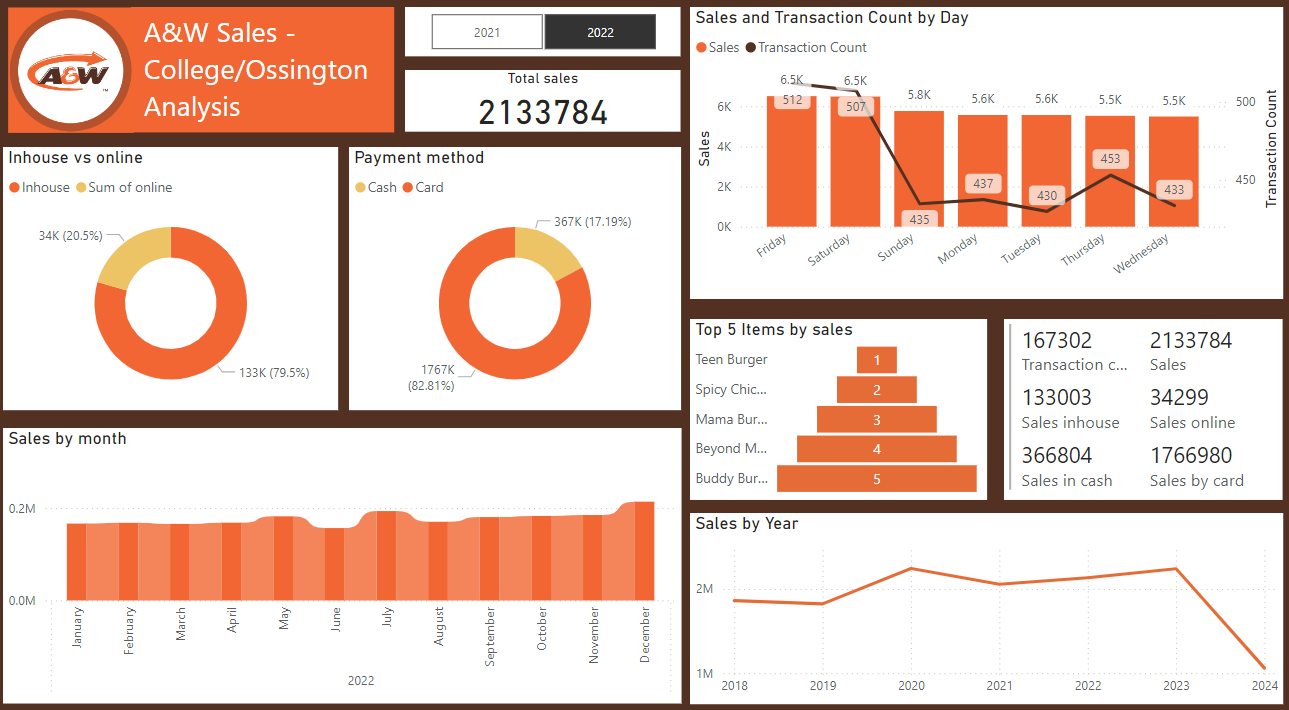 A&W Sales -
College/Ossington
Analysis
A&W
TM
2021
2022
Total sales
2133784
Sales and Transaction Count by Day
Sales Transaction Count
6.5K 6.5K 5.8K 5.6K 5.6K 5.5K 5.5K
512 507 435 437 430 453 433
6K
4K
2K
0K
Sales
500
450
Transaction Count
Friday Saturday Sunday Monday Tuesday Thursday Wednesday
Inhouse vs online
Inhouse Sum of online
34K (20.5%)
133K (79.5%)
Payment method
Cash Card
367K (17.19%)
1767K
(82.81%)
Top 5 Items by sales
Teen Burger 1
Spicy Chic... 2
Mama Bur... 3
Beyond M... 4
Buddy Bur... 5
167302 2133784
Transaction c... Sales
133003 34299
Sales inhouse Sales online
366804 1766980
Sales in cash Sales by card
Sales by month
0.2M
0.0M
January February March April May June July August September October November December
2022
Sales by Year
2M
1M
2018 2019 2020 2021 2022 2023 2024